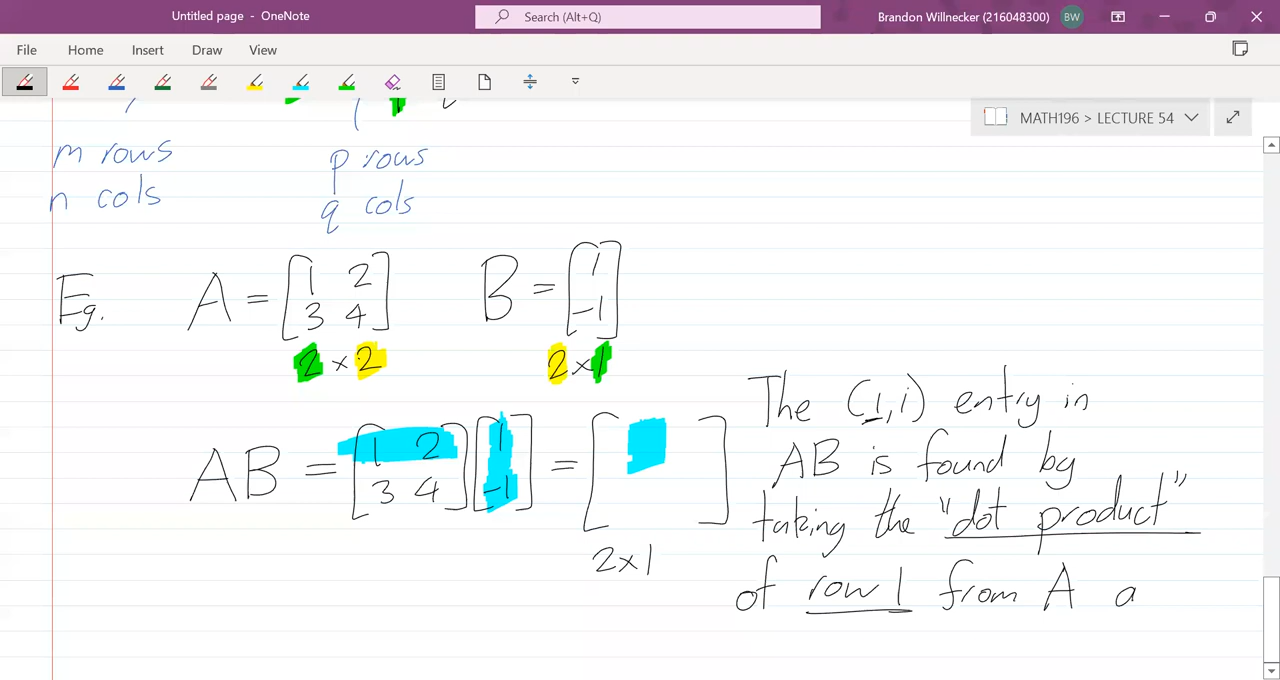 Untitled page - OneNote
Search (Alt+Q)
Brandon Willnecker (216048300)
BW
File Home Insert Draw View
MATH196 > LECTURE 54
m rows
n cols
p rows
q cols
Eg. A = [1 2; 3 4] B = [1; -1]
2 × 2 2 × 1
AB = [1 2; 3 4] [1; -1] = [ ]
2×1
The (1,1) entry in
AB is found by
taking the "dot product"
of row 1 from A a